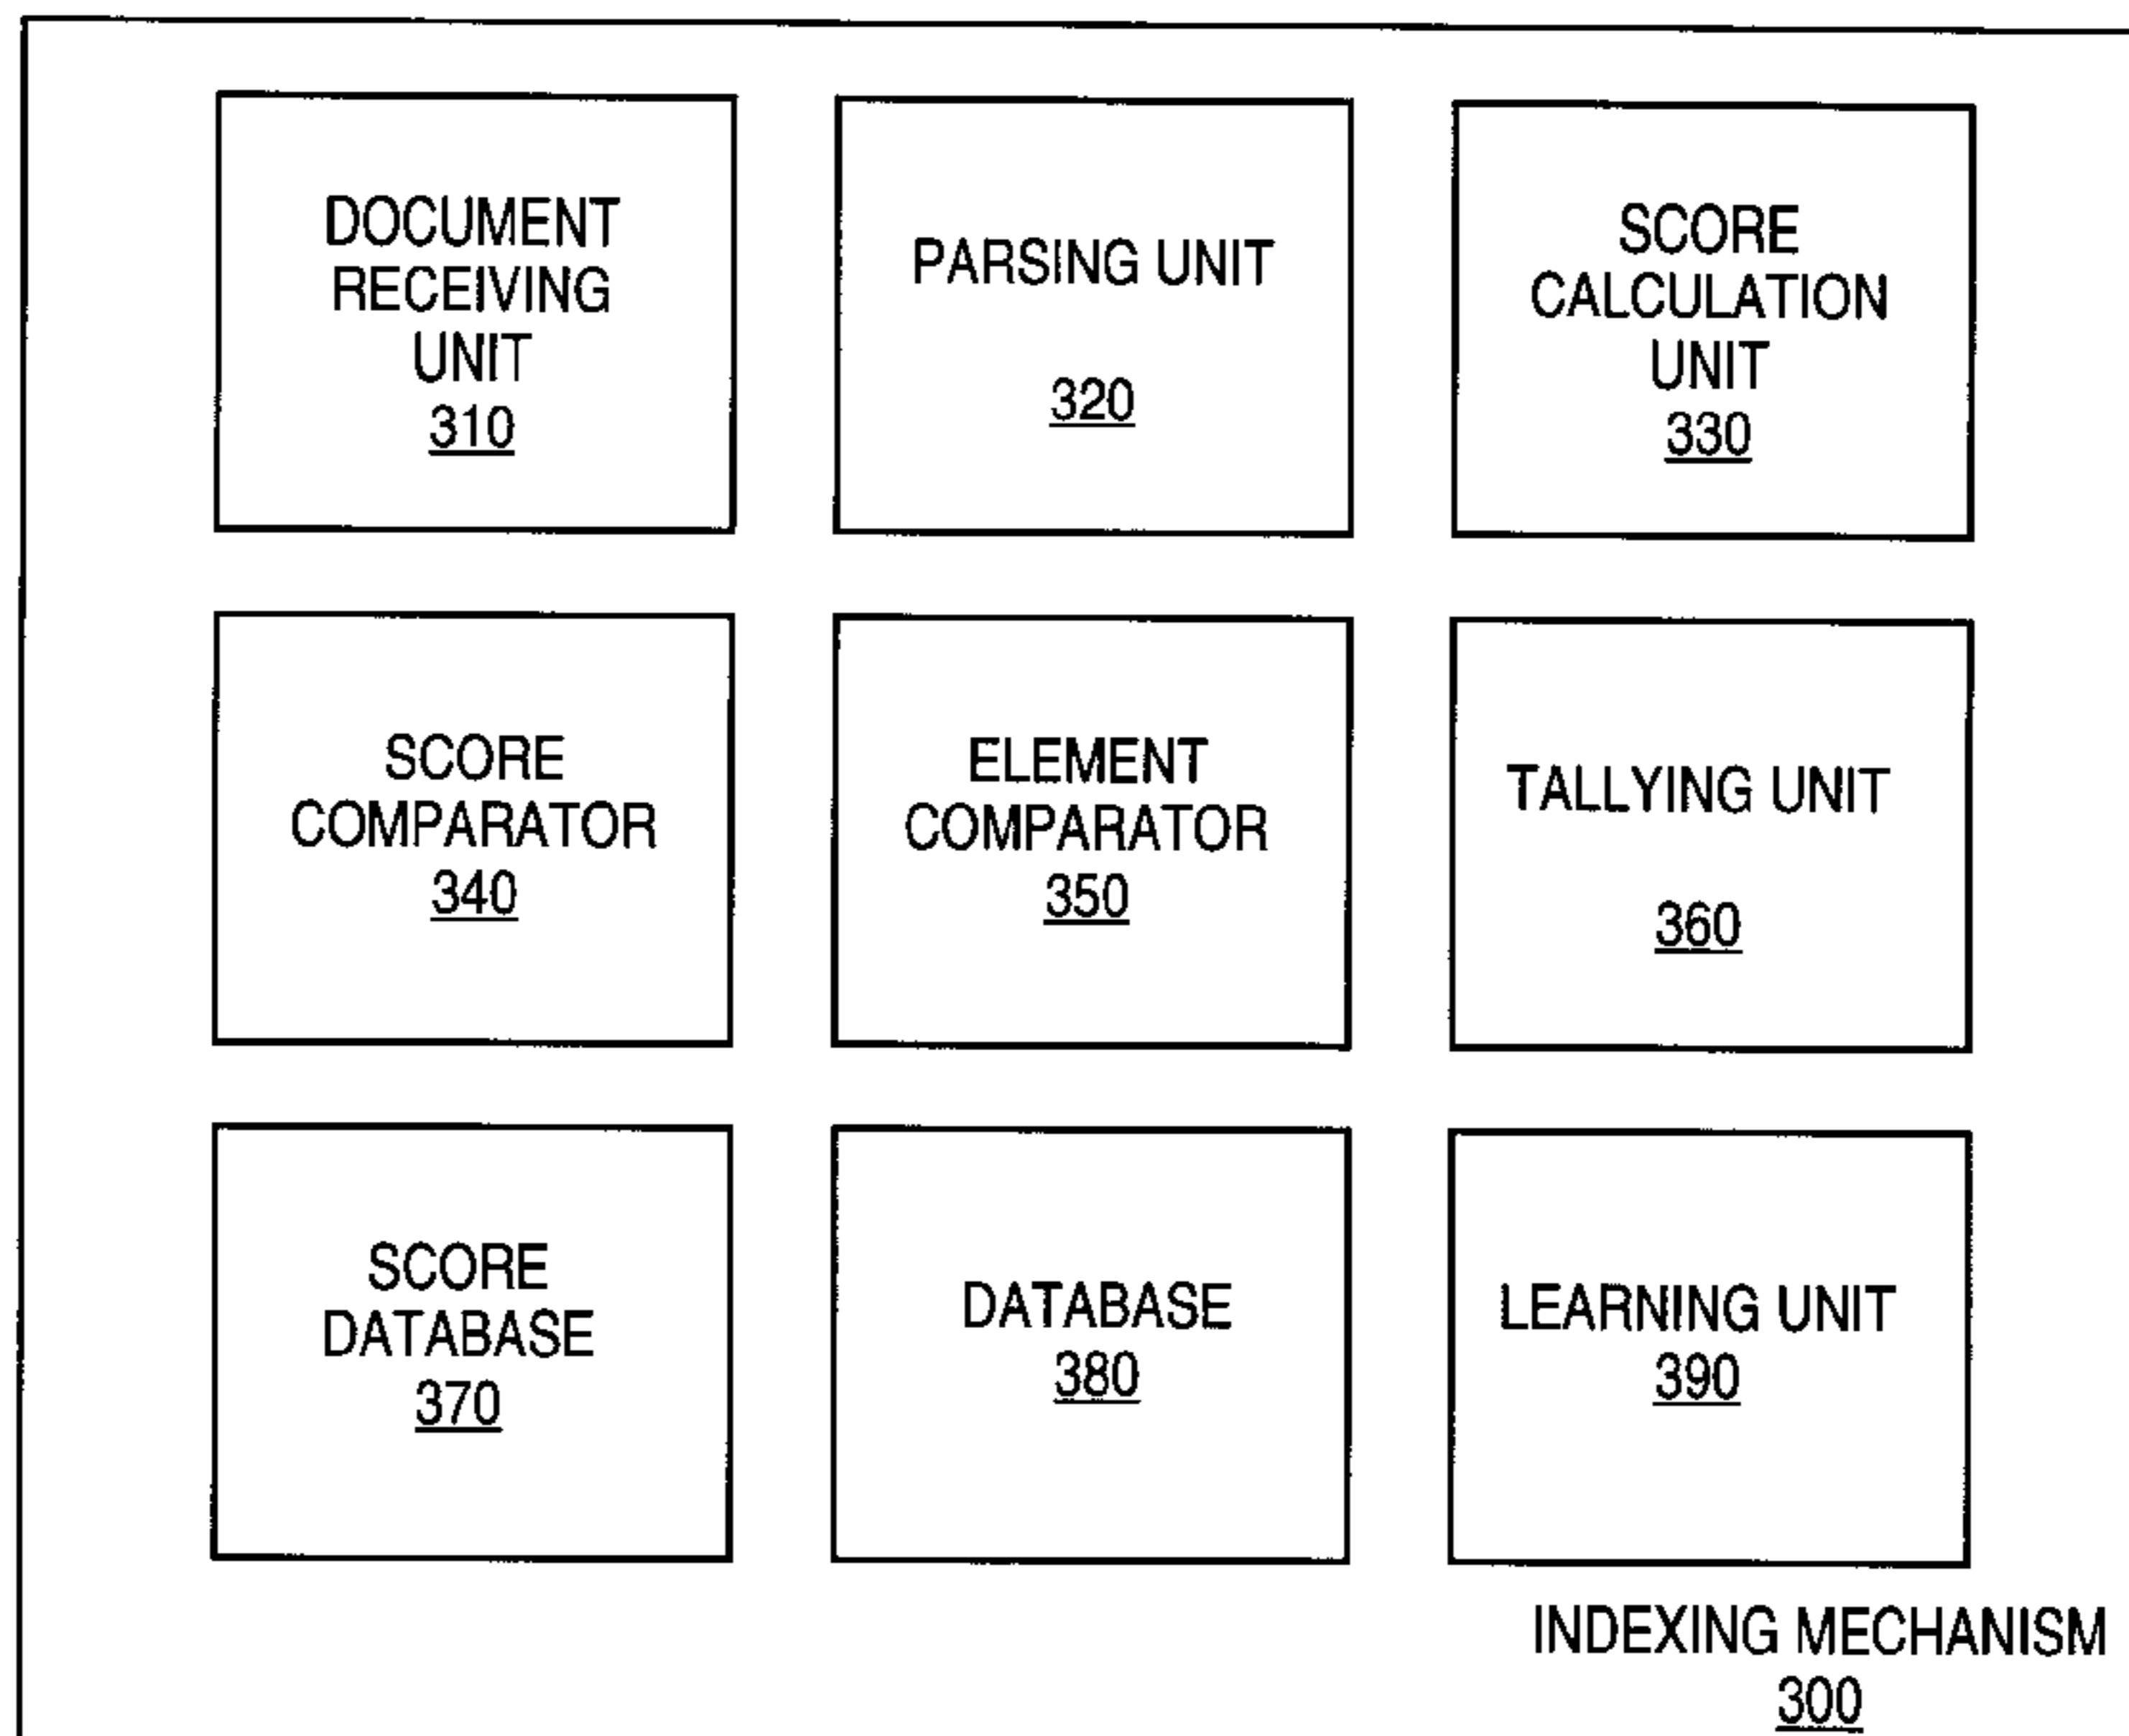 DOCUMENT
RECEIVING
UNIT
310
PARSING UNIT
320
SCORE
CALCULATION
UNIT
330
SCORE
COMPARATOR
340
ELEMENT
COMPARATOR
350
TALLYING UNIT
360
SCORE
DATABASE
370
DATABASE
380
LEARNING UNIT
390
INDEXING MECHANISM
300